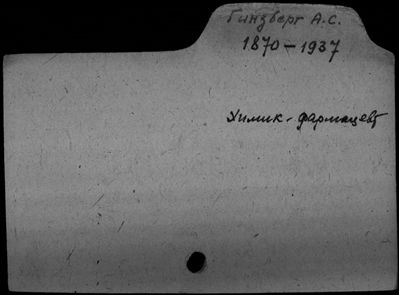 Гинзберг А.С.
1870 – 1937
Химик - фармацевт